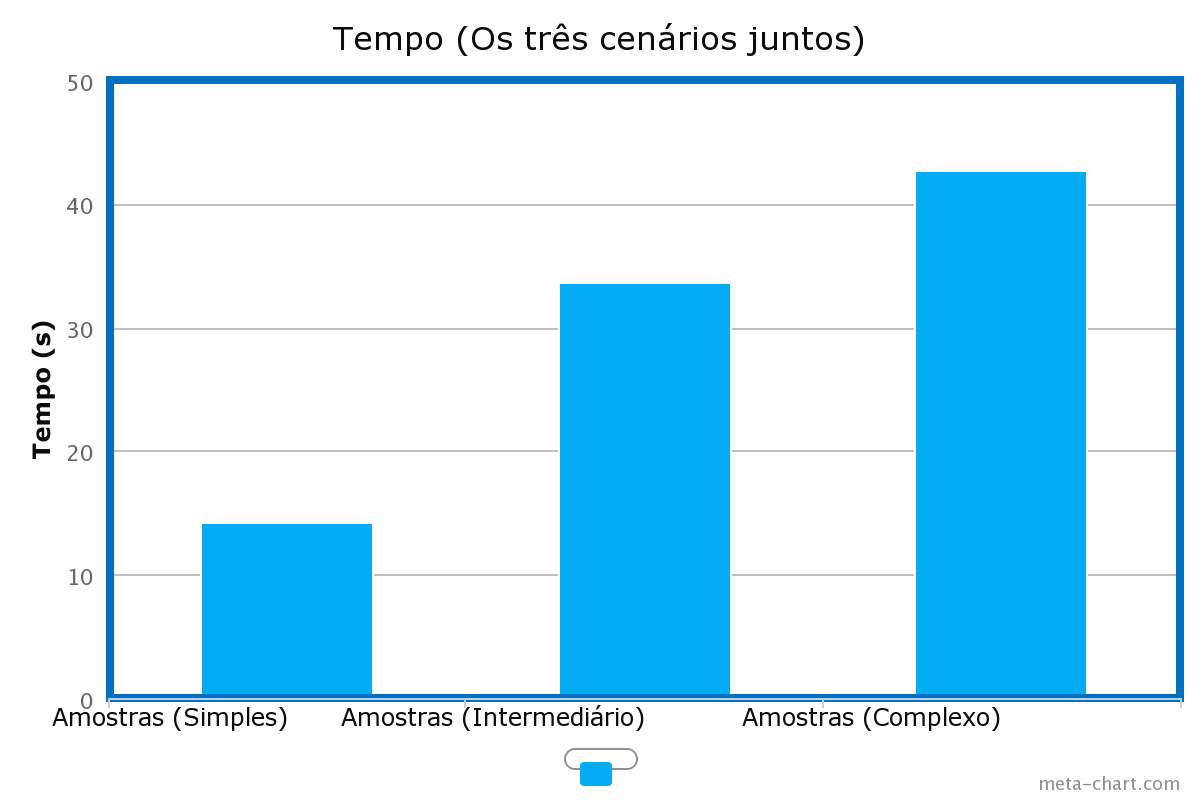 Tempo (Os três cenários juntos)
50
40
30
20
10
0
Tempo (s)
Amostras (Simples)
Amostras (Intermediário)
Amostras (Complexo)
meta-chart.com